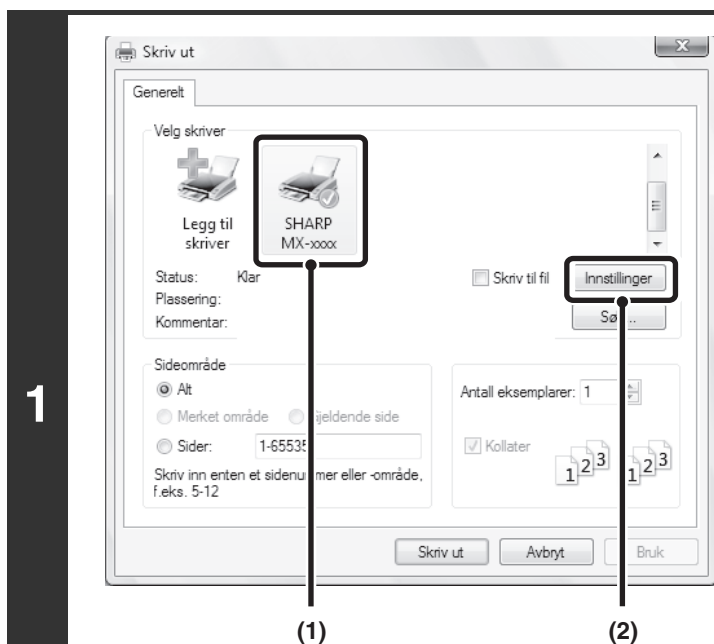 1
Skriv ut
Generelt
Velg skriver
Legg til
skriver
SHARP
MX-xxxx
Status: Klar
Skriv til fil
Innstillinger
Plassering:
Kommentar:
Sideområde
Alt
Merket område
side
Sider: 1-65535
Skriv inn enten et sidenummer eller -område,
f.eks. 5-12
Antall eksemplarer: 1
Kollater
1 2 3 1 2 3
Skriv ut Avbryt Bruk
(1) (2)